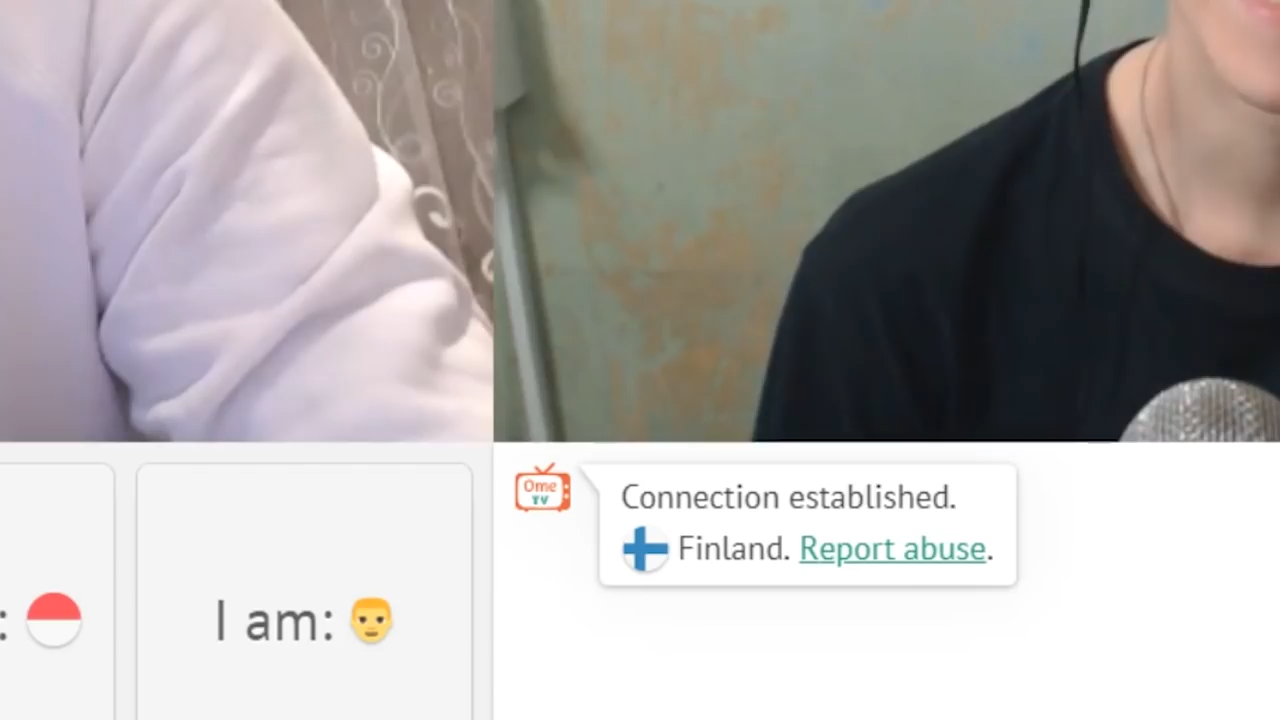 Ome
TV
Connection established.
Finland. Report abuse.
: 
I am: